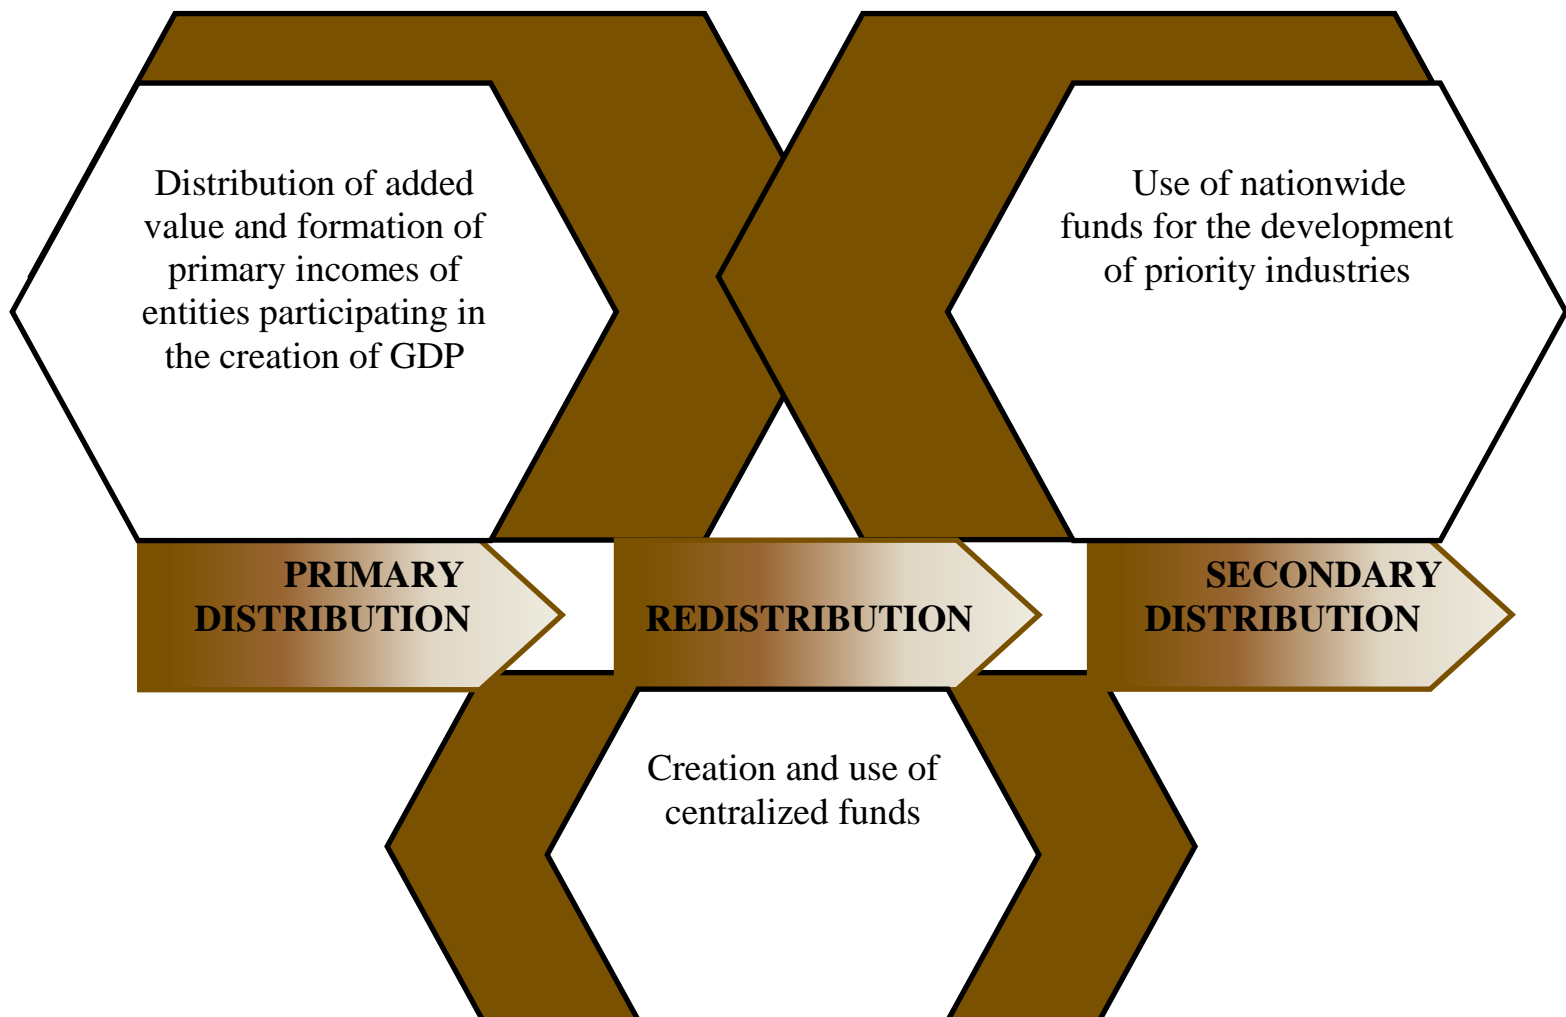 Distribution of added
value and formation of
primary incomes of
entities participating in
the creation of GDP
Use of nationwide
funds for the development
of priority industries
PRIMARY
DISTRIBUTION
REDISTRIBUTION
SECONDARY
DISTRIBUTION
Creation and use of
centralized funds